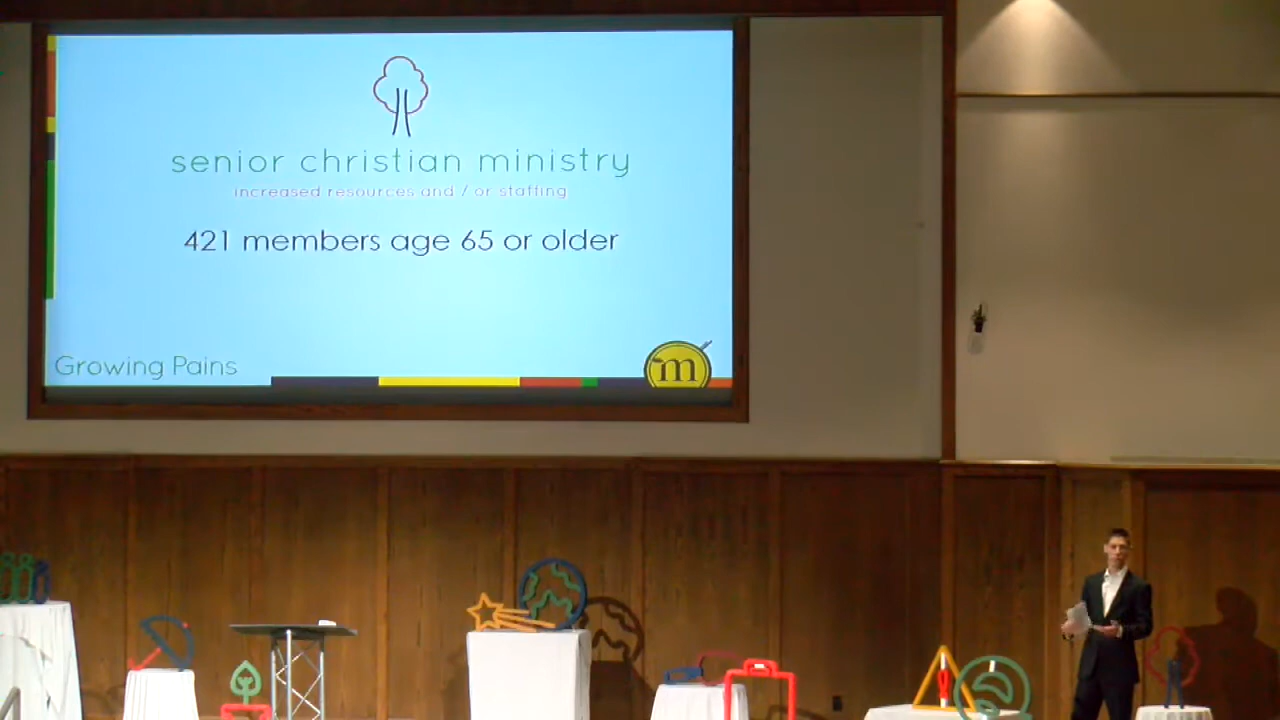 senior christian ministry
increased resources and / or staffing
421 members age 65 or older
Growing Pains
m